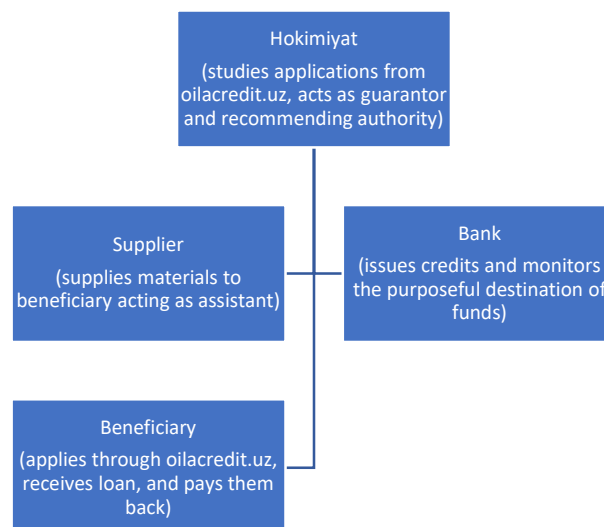 Hokimiyat
(studies applications from
oilacredit.uz, acts as guarantor
and recommending authority)
Supplier
(supplies materials to
beneficiary acting as assistant)
Bank
(issues credits and monitors
the purposeful destination of
funds)
Beneficiary
(applies through oilacredit.uz,
receives loan, and pays them
back)